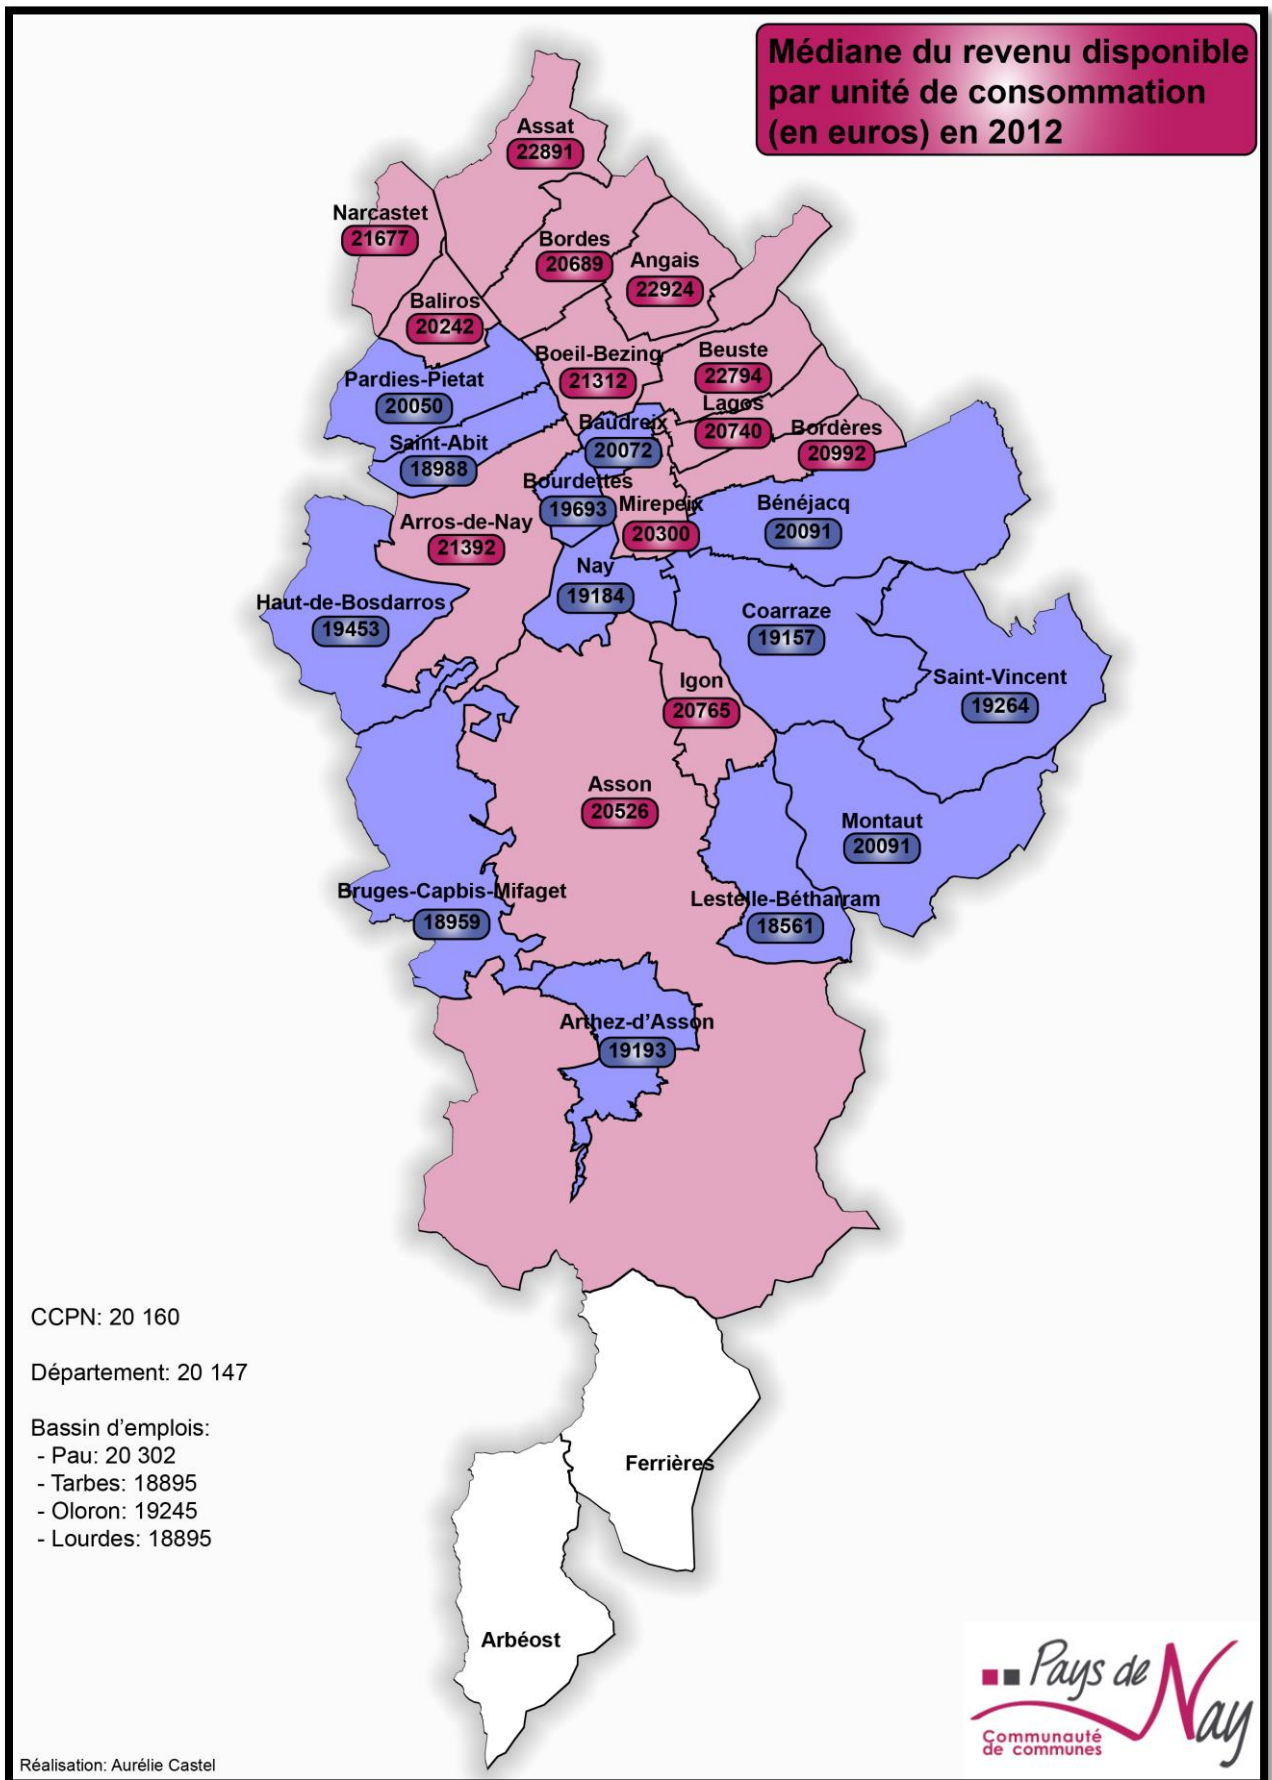 Médiane du revenu disponible
par unité de consommation
(en euros) en 2012
Assat
22891
Narcastet
21677
Bordes
20689
Angais
22924
Baliros
20242
Boeil-Bezing
21312
Beuste
22794
Pardies-Pietat
20050
Lagos
20740
Baudreix
20072
Bordères
20992
Saint-Abit
18988
Bourdettes
19693
Mirepeix
20300
Bénéjacq
20091
Arros-de-Nay
21392
Nay
19184
Haut-de-Bosdarros
19453
Coarraze
19157
Igon
20765
Saint-Vincent
19264
Asson
20526
Montaut
20091
Bruges-Capbis-Mifaget
18959
Lestelle-Bétharram
18561
Arthez-d'Asson
19193
CCPN: 20 160
Département: 20 147
Bassin d'emplois:
- Pau: 20 302
- Tarbes: 18895
- Oloron: 19245
- Lourdes: 18895
Ferrières
Arbéost
Pays de Nay
Communauté
de communes
Réalisation: Aurélie Castel